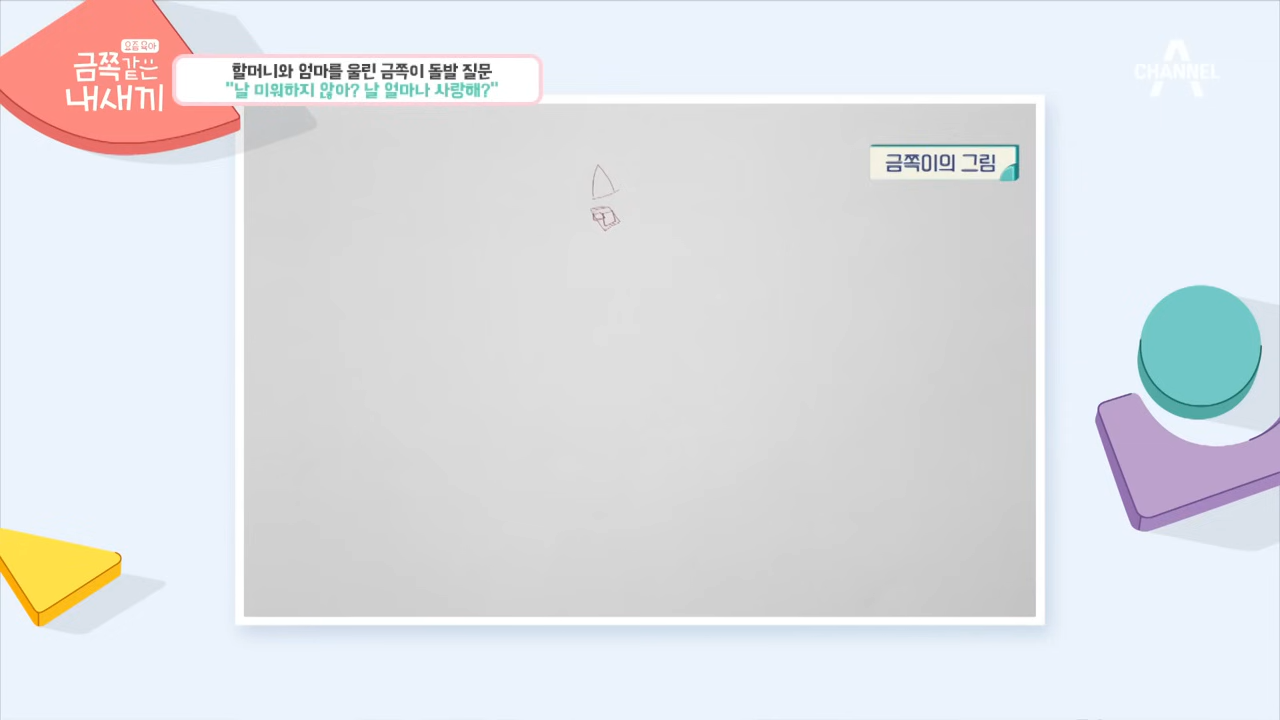 요즘 육아
금쪽같은
내새끼
할머니와 엄마를 울린 금쪽이 돌발 질문
"날 미워하지 않아? 날 얼마나 사랑해?"
CHANNEL A
금쪽이의 그림